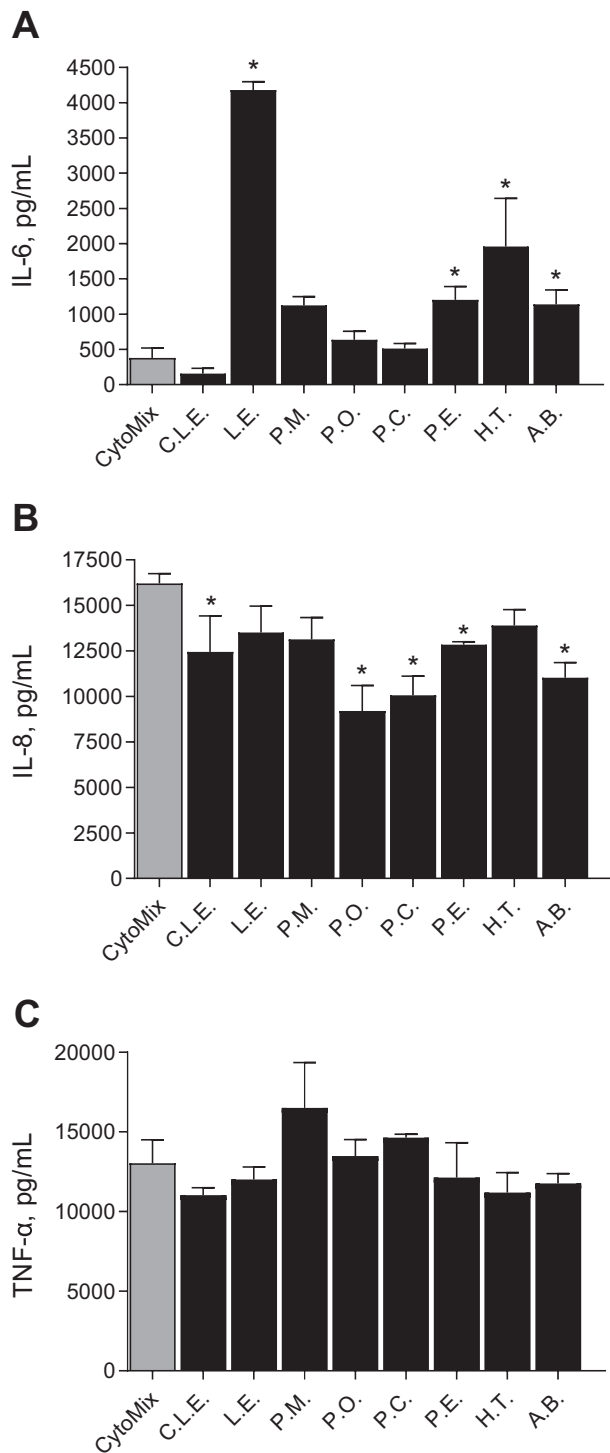 A
IL-6, pg/mL
4500
4000
3500
3000
2500
2000
1500
1000
500
0
*
*
*
*
CytoMix
C.L.E.
L.E.
P.M.
P.O.
P.C.
P.E.
H.T.
A.B.
B
IL-8, pg/mL
17500
15000
12500
10000
7500
5000
2500
0
*
*
*
*
*
CytoMix
C.L.E.
L.E.
P.M.
P.O.
P.C.
P.E.
H.T.
A.B.
C
TNF-α, pg/mL
20000
15000
10000
5000
0
CytoMix
C.L.E.
L.E.
P.M.
P.O.
P.C.
P.E.
H.T.
A.B.